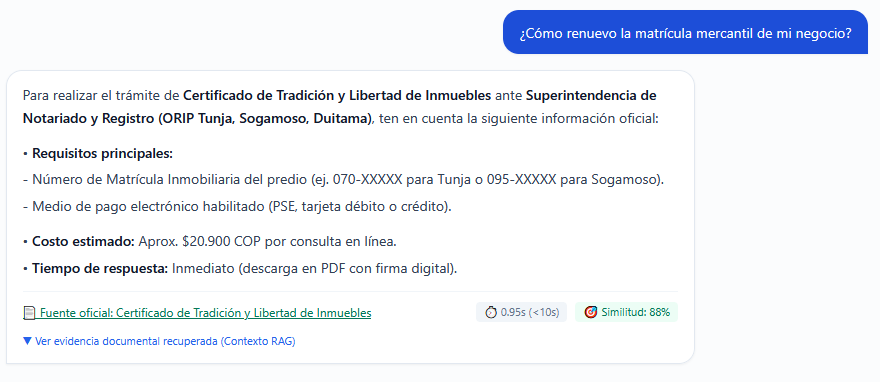 ¿Cómo renuevo la matrícula mercantil de mi negocio?
Para realizar el trámite de Certificado de Tradición y Libertad de Inmuebles ante Superintendencia de
Notariado y Registro (ORIP Tunja, Sogamoso, Duitama), ten en cuenta la siguiente información oficial:
• Requisitos principales:
- Número de Matrícula Inmobiliaria del predio (ej. 070-XXXXX para Tunja o 095-XXXXX para Sogamoso).
- Medio de pago electrónico habilitado (PSE, tarjeta débito o crédito).
• Costo estimado: Aprox. $20.900 COP por consulta en línea.
• Tiempo de respuesta: Inmediato (descarga en PDF con firma digital).
Fuente oficial: Certificado de Tradición y Libertad de Inmuebles
0.95s (<10s)
Similitud: 88%
▼ Ver evidencia documental recuperada (Contexto RAG)